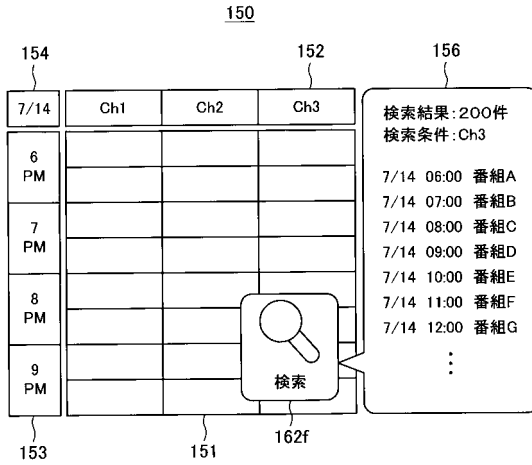 150
154
152
156
7/14
Ch1
Ch2
Ch3
6
PM
7
PM
8
PM
9
PM
検索
検索結果:200件
検索条件:Ch3
7/14 06:00 番組A
7/14 07:00 番組B
7/14 08:00 番組C
7/14 09:00 番組D
7/14 10:00 番組E
7/14 11:00 番組F
7/14 12:00 番組G
⋮
153
151
162f